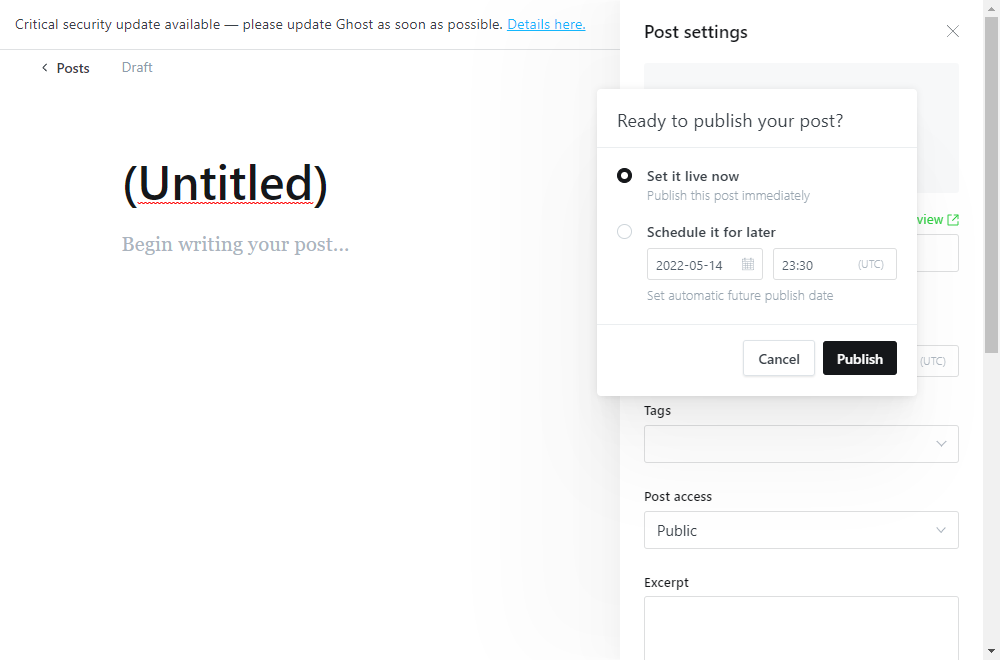 Critical security update available — please update Ghost as soon as possible. Details here.
Posts
Draft
(Untitled)
Begin writing your post...
Post settings
Ready to publish your post?
Set it live now
Publish this post immediately
Schedule it for later
2022-05-14
23:30
(UTC)
Set automatic future publish date
Cancel
Publish
view
(UTC)
Tags
Post access
Public
Excerpt